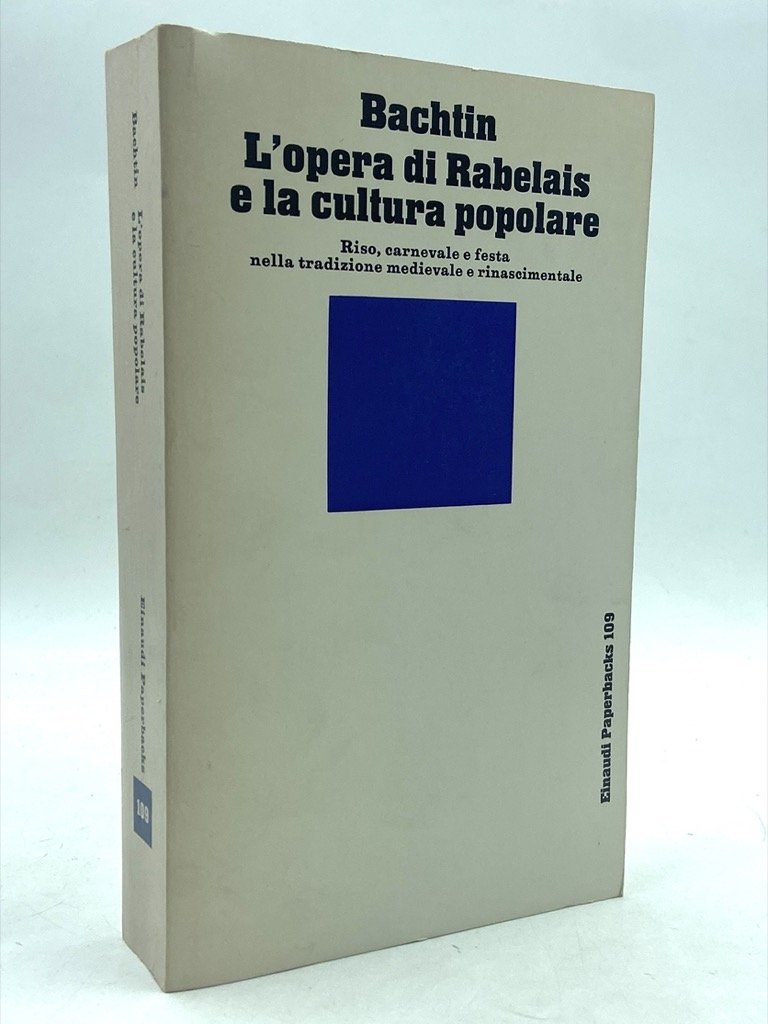 Bachtin
L'opera di Rabelais
e la cultura popolare
Riso, carnevale e festa
nella tradizione medievale e rinascimentale
Einaudi Paperbacks 109
Bachtin
L'opera di Rabelais
e la cultura popolare
Einaudi Paperbacks
109